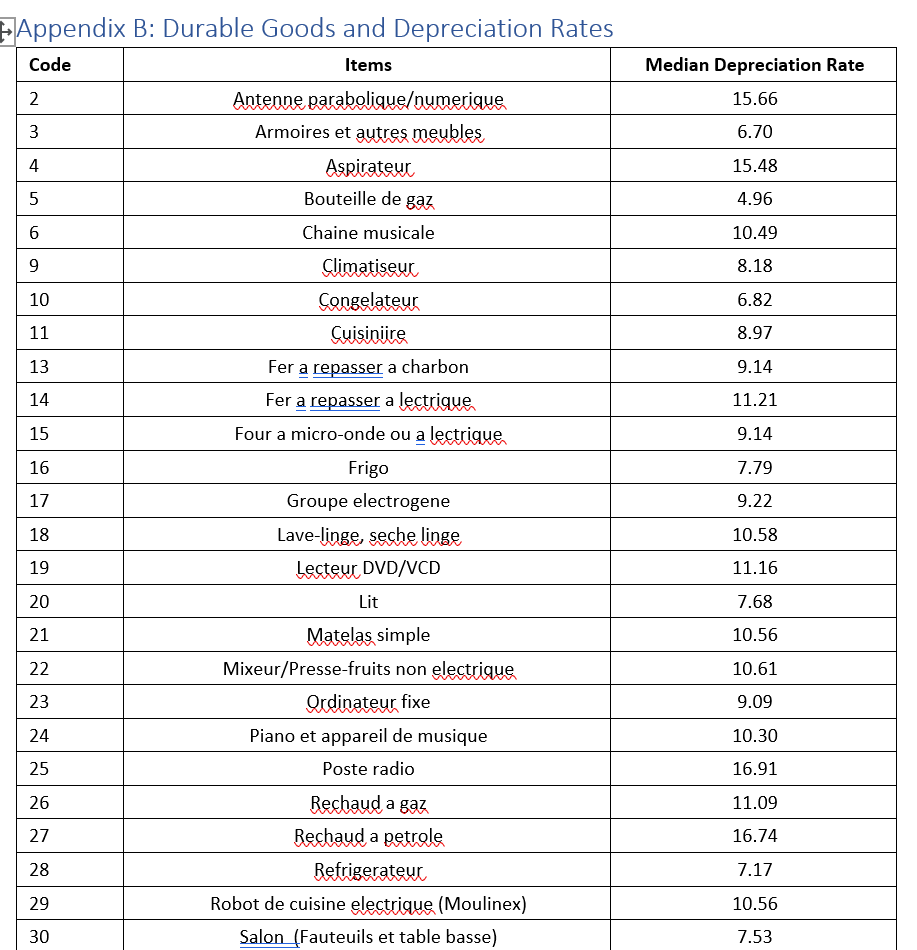 Appendix B: Durable Goods and Depreciation Rates
Code Items Median Depreciation Rate
2 Antenne parabolique/numerique 15.66
3 Armoires et autres meubles 6.70
4 Aspirateur 15.48
5 Bouteille de gaz 4.96
6 Chaine musicale 10.49
9 Climatiseur 8.18
10 Congelateur 6.82
11 Cuisiniire 8.97
13 Fer a repasser a charbon 9.14
14 Fer a repasser a lectrique 11.21
15 Four a micro-onde ou a lectrique 9.14
16 Frigo 7.79
17 Groupe electrogene 9.22
18 Lave-linge, seche linge 10.58
19 Lecteur DVD/VCD 11.16
20 Lit 7.68
21 Matelas simple 10.56
22 Mixeur/Presse-fruits non electrique 10.61
23 Ordinateur fixe 9.09
24 Piano et appareil de musique 10.30
25 Poste radio 16.91
26 Rechaud a gaz 11.09
27 Rechaud a petrole 16.74
28 Refrigerateur 7.17
29 Robot de cuisine electrique (Moulinex) 10.56
30 Salon (Fauteuils et table basse) 7.53